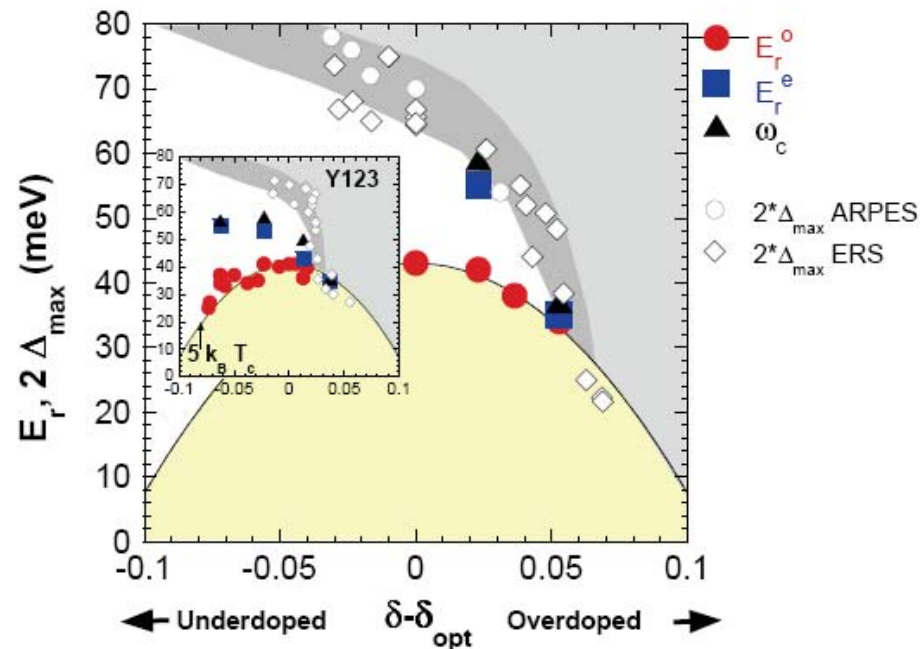 E_r, 2 Δ_max (meV)
80
70
60
50
40
30
20
10
0
-0.1
-0.05
0
0.05
0.1
Underdoped
δ-δ_opt
Overdoped
Y123
80
70
60
50
40
30
20
10
0
5 k_B T_c
-0.1
-0.05
0
0.05
0.1
E_r^o
E_r^e
ω_c
2*Δ_max ARPES
2*Δ_max ERS